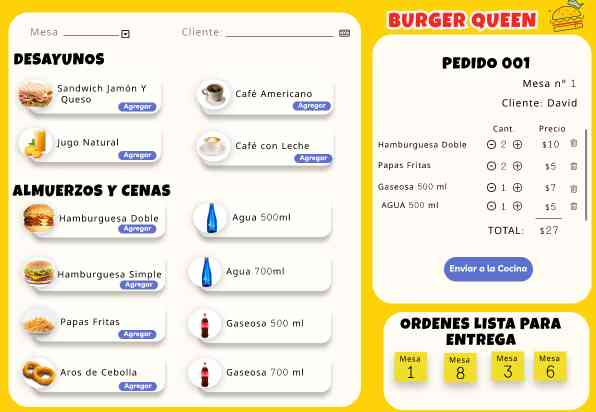 Mesa
Cliente:
DESAYUNOS
Sandwich Jamón Y
Queso
Agregar
Café Americano
Agregar
Jugo Natural
Agregar
Café con Leche
Agregar
ALMUERZOS Y CENAS
Hamburguesa Doble
Agregar
Agua 500ml
Hamburguesa Simple
Agregar
Agua 700ml
Papas Fritas
Agregar
Gaseosa 500 ml
Aros de Cebolla
Agregar
Gaseosa 700 ml
BURGER QUEEN
PEDIDO 001
Mesa n° 1
Cliente: David
Cant. Precio
Hamburguesa Doble 2 $10
Papas Fritas 2 $5
Gaseosa 500 ml 1 $7
AGUA 500 ml 1 $5
TOTAL: $27
Enviar a la Cocina
ORDENES LISTA PARA
ENTREGA
Mesa Mesa Mesa Mesa
1 8 3 6